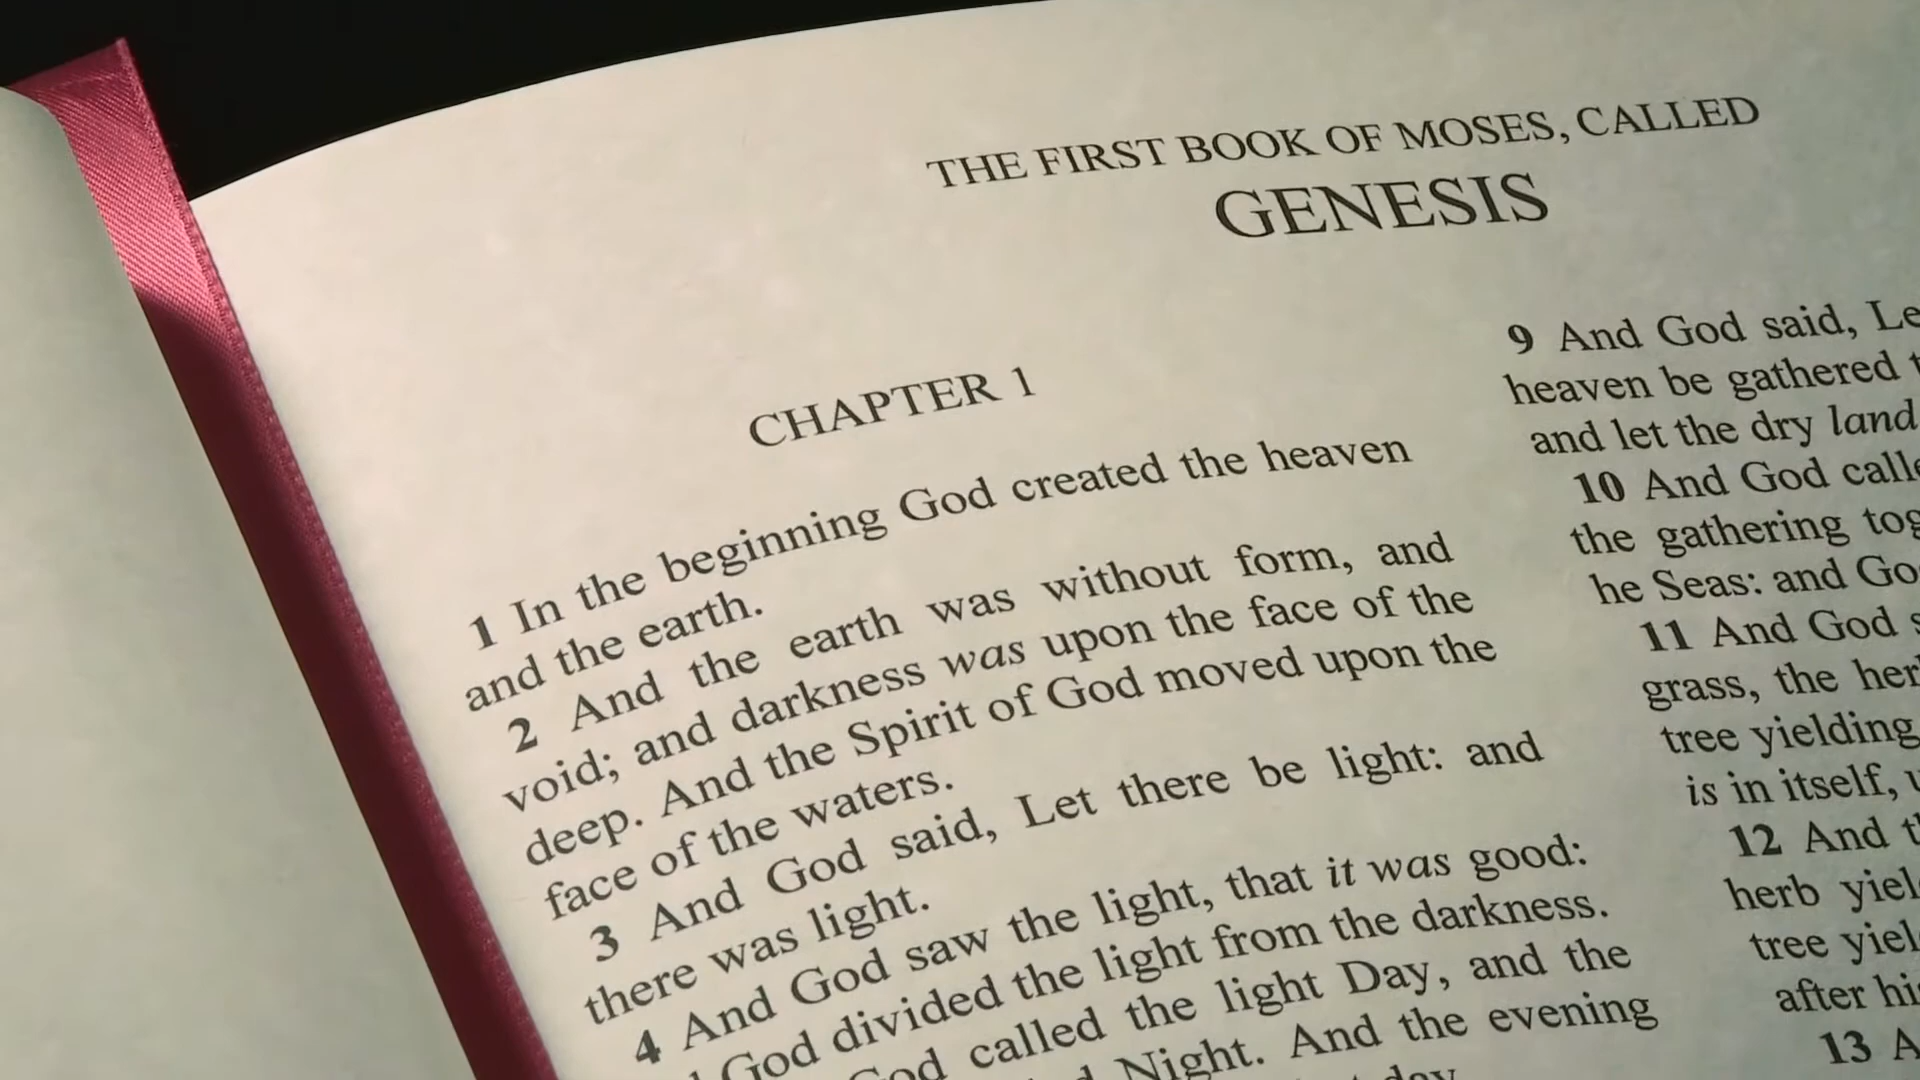 THE FIRST BOOK OF MOSES, CALLED
GENESIS
CHAPTER 1
1 In the beginning God created the heaven
and the earth.
2 And the earth was without form, and
void; and darkness was upon the face of the
deep. And the Spirit of God moved upon the
face of the waters.
3 And God said, Let there be light: and
there was light.
4 And God saw the light, that it was good:
God divided the light from the darkness.
called the light Day, and the
Night. And the evening
day
9 And God said,
heaven be gathered
and let the dry land
10 And God
the gathering
he Seas: and
11 And God
grass, the
tree yielding
is in itself,
12 And
herb
tree
after
13